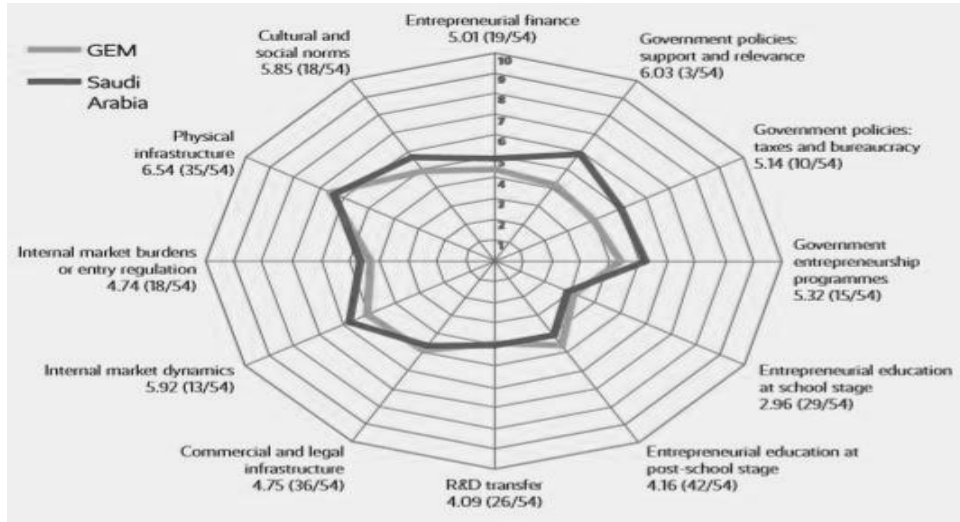 GEM
Saudi
Arabia
Entrepreneurial finance
5.01 (19/54)
Government policies:
support and relevance
6.03 (3/54)
Government policies:
taxes and bureaucracy
5.14 (10/54)
Government
entrepreneurship
programmes
5.32 (15/54)
Entrepreneurial education
at school stage
2.96 (29/54)
Entrepreneurial education at
post-school stage
4.16 (42/54)
R&D transfer
4.09 (26/54)
Commercial and legal
infrastructure
4.75 (36/54)
Internal market dynamics
5.92 (13/54)
Internal market burdens
or entry regulation
4.74 (18/54)
Physical
infrastructure
6.54 (35/54)
Cultural and
social norms
5.85 (18/54)
10
9
8
7
6
5
4
3
2
1